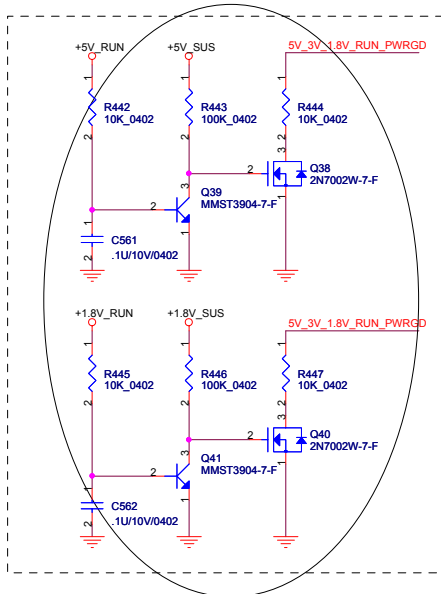 +5V_RUN +5V_SUS 5V_3V_1.8V_RUN_PWRGD
1 1 1
R442 R443 R444
10K_0402 100K_0402 10K_0402
2 2 2
3 3 Q38
2 2N7002W-7-F
Q39
2 MMST3904-7-F
1 1 1
C561
.1U/10V/0402
2
+1.8V_RUN +1.8V_SUS 5V_3V_1.8V_RUN_PWRGD
1 1 1
R445 R446 R447
10K_0402 100K_0402 10K_0402
2 2 2
3 3 Q40
2 2N7002W-7-F
Q41
2 MMST3904-7-F
1 1 1
C562
.1U/10V/0402
2